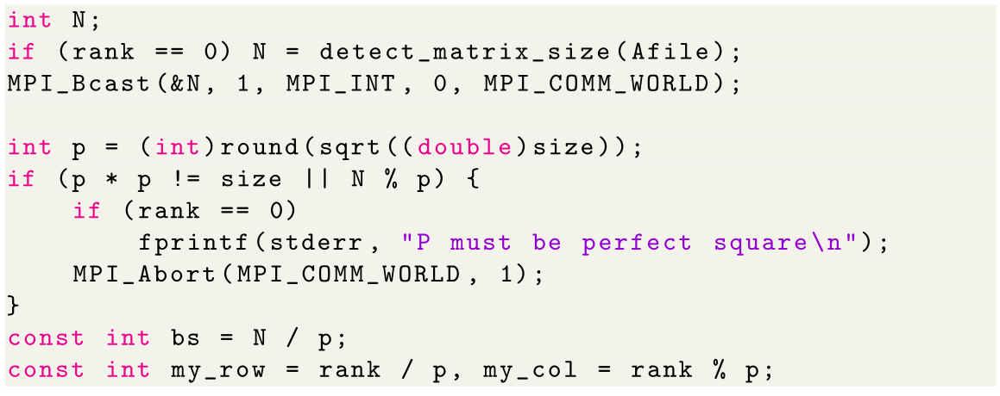 int N;
if (rank == 0) N = detect_matrix_size(Afile);
MPI_Bcast(&N, 1, MPI_INT, 0, MPI_COMM_WORLD);
int p = (int)round(sqrt((double)size));
if (p * p != size || N % p) {
    if (rank == 0)
        fprintf(stderr, "P must be perfect square\n");
    MPI_Abort(MPI_COMM_WORLD, 1);
}
const int bs = N / p;
const int my_row = rank / p, my_col = rank % p;